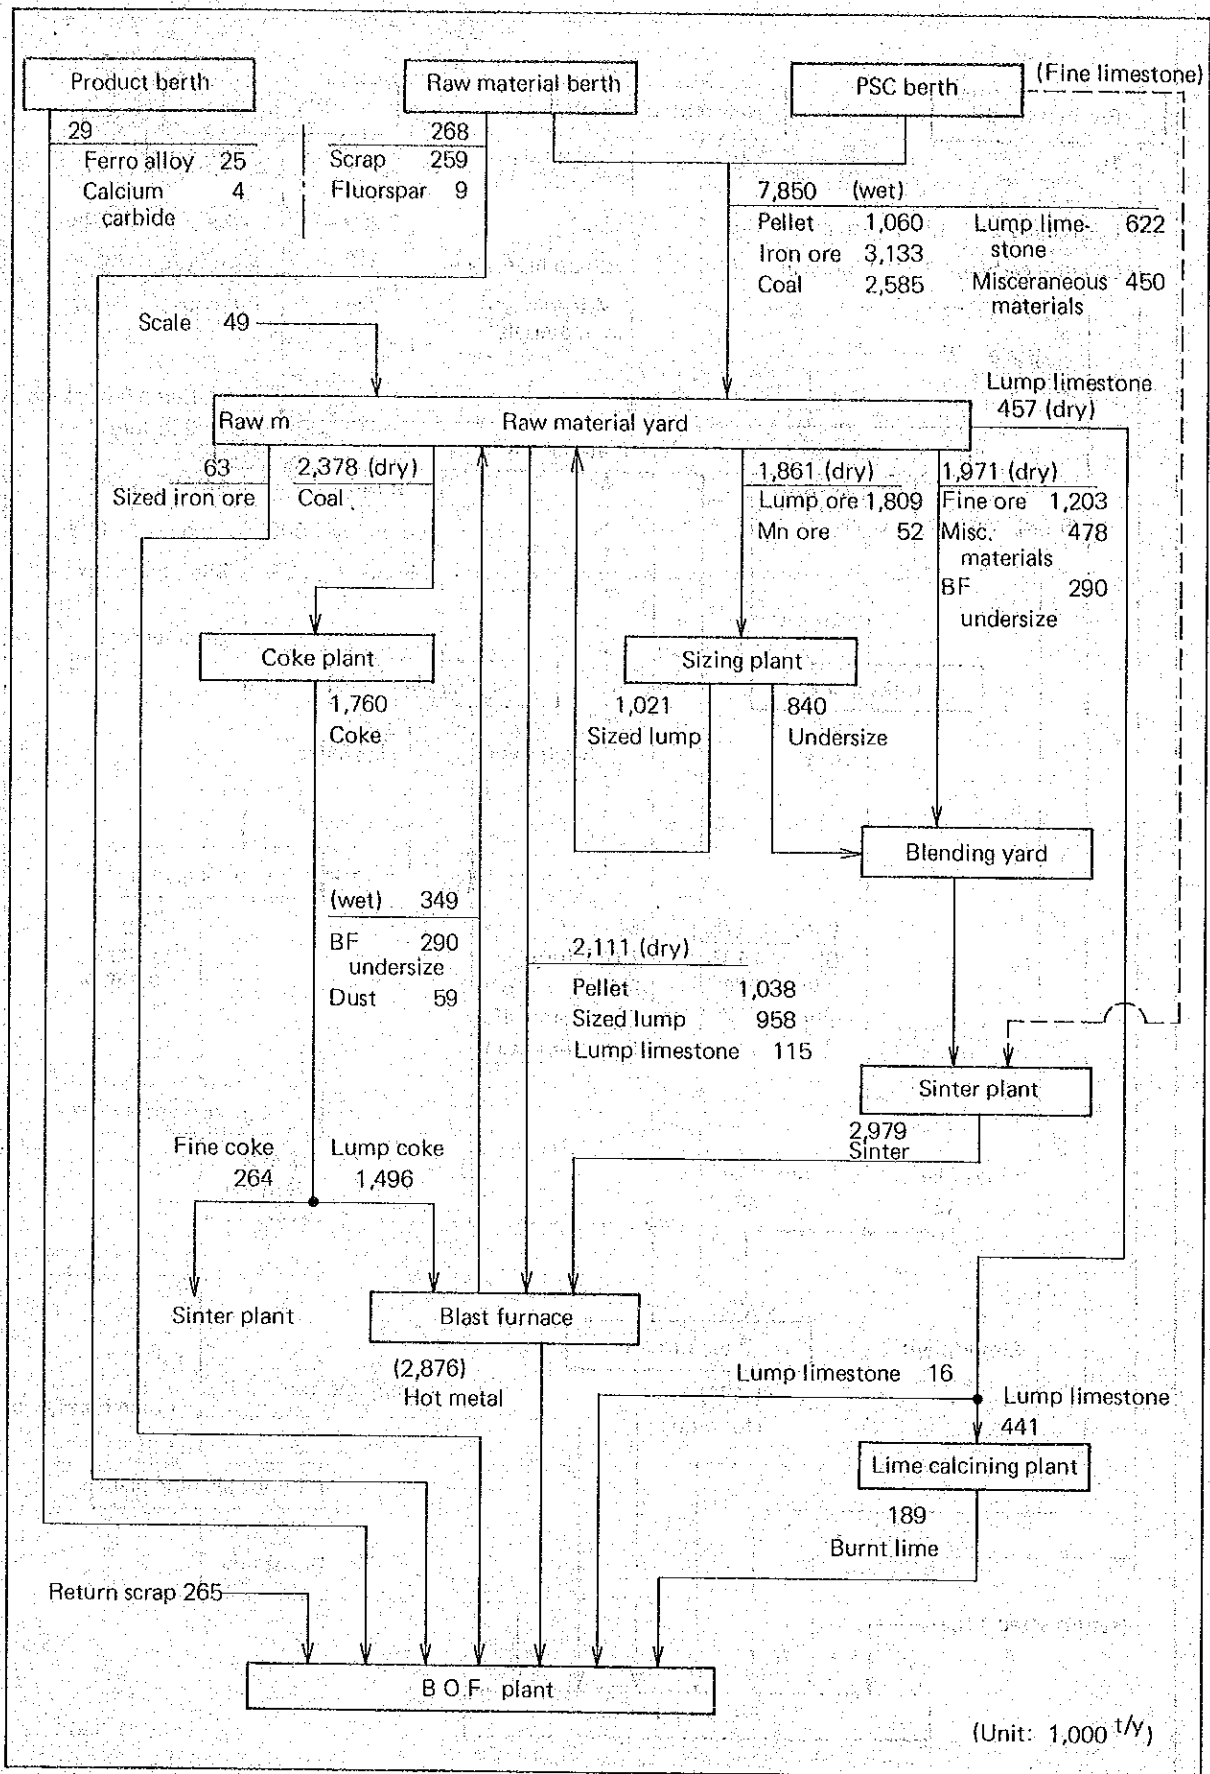 Product berth
Raw material berth
PSC berth
(Fine limestone)
29
Ferro alloy 25
Calcium 4
carbide
268
Scrap 259
Fluorspar 9
7,850 (wet)
Pellet 1,060
Iron ore 3,133
Coal 2,585
Lump lime- 622
stone
Misceraneous 450
materials
Scale 49
Lump limestone
457 (dry)
Raw m
Raw material yard
63
Sized iron ore
2,378 (dry)
Coal
1,861 (dry)
Lump ore 1,809
Mn ore 52
1,971 (dry)
Fine ore 1,203
Misc. 478
materials
BF 290
undersize
Coke plant
Sizing plant
1,760
Coke
1,021
Sized lump
840
Undersize
Blending yard
(wet) 349
BF 290
undersize
Dust 59
2,111 (dry)
Pellet 1,038
Sized lump 958
Lump limestone 115
Sinter plant
2,979
Sinter
Fine coke
264
Lump coke
1,496
Sinter plant
Blast furnace
(2,876)
Hot metal
Lump limestone 16
Lump limestone
441
Lime calcining plant
189
Burnt lime
Return scrap 265
B O F plant
(Unit: 1,000 t/y)